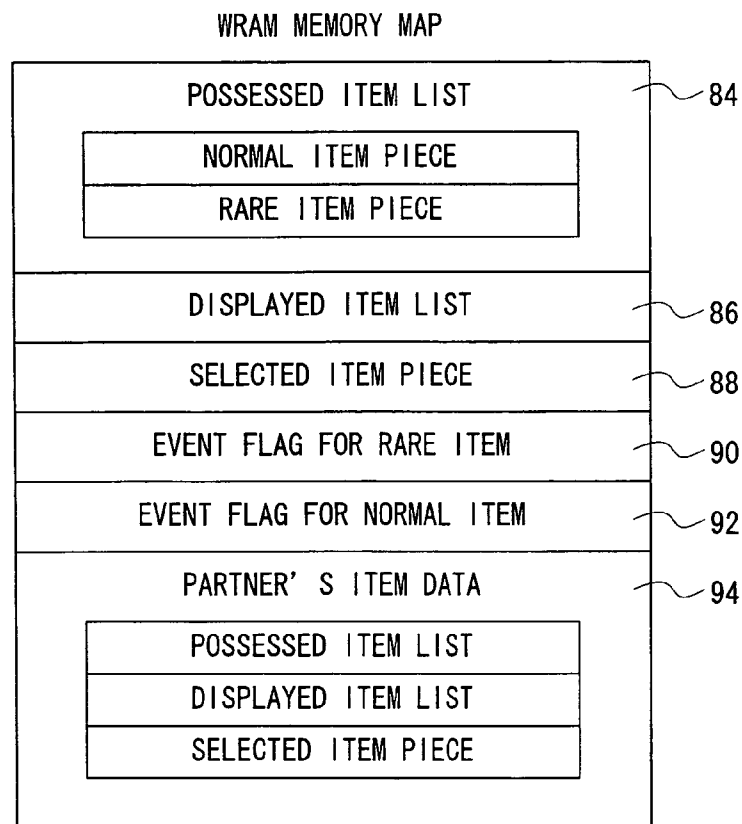 WRAM MEMORY MAP
POSSESSED ITEM LIST 84
NORMAL ITEM PIECE
RARE ITEM PIECE
DISPLAYED ITEM LIST 86
SELECTED ITEM PIECE 88
EVENT FLAG FOR RARE ITEM 90
EVENT FLAG FOR NORMAL ITEM 92
PARTNER'S ITEM DATA 94
POSSESSED ITEM LIST
DISPLAYED ITEM LIST
SELECTED ITEM PIECE